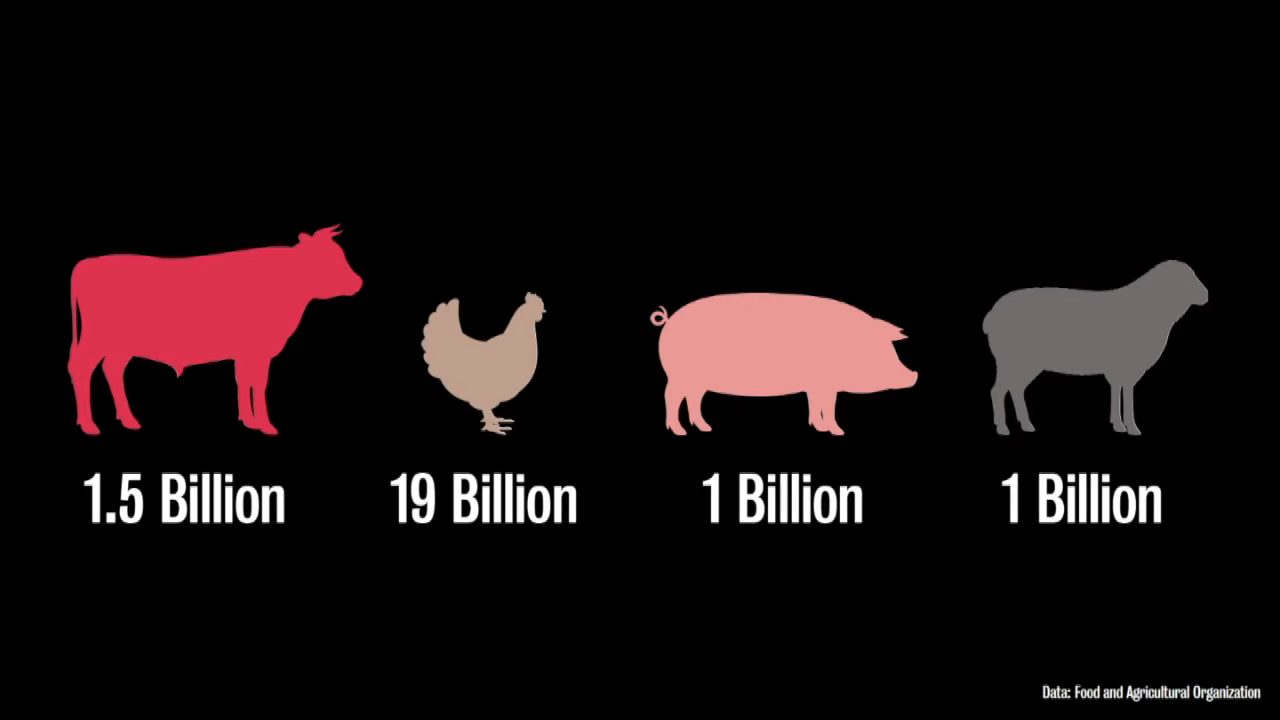 1.5 Billion
19 Billion
1 Billion
1 Billion
Data: Food and Agricultural Organization